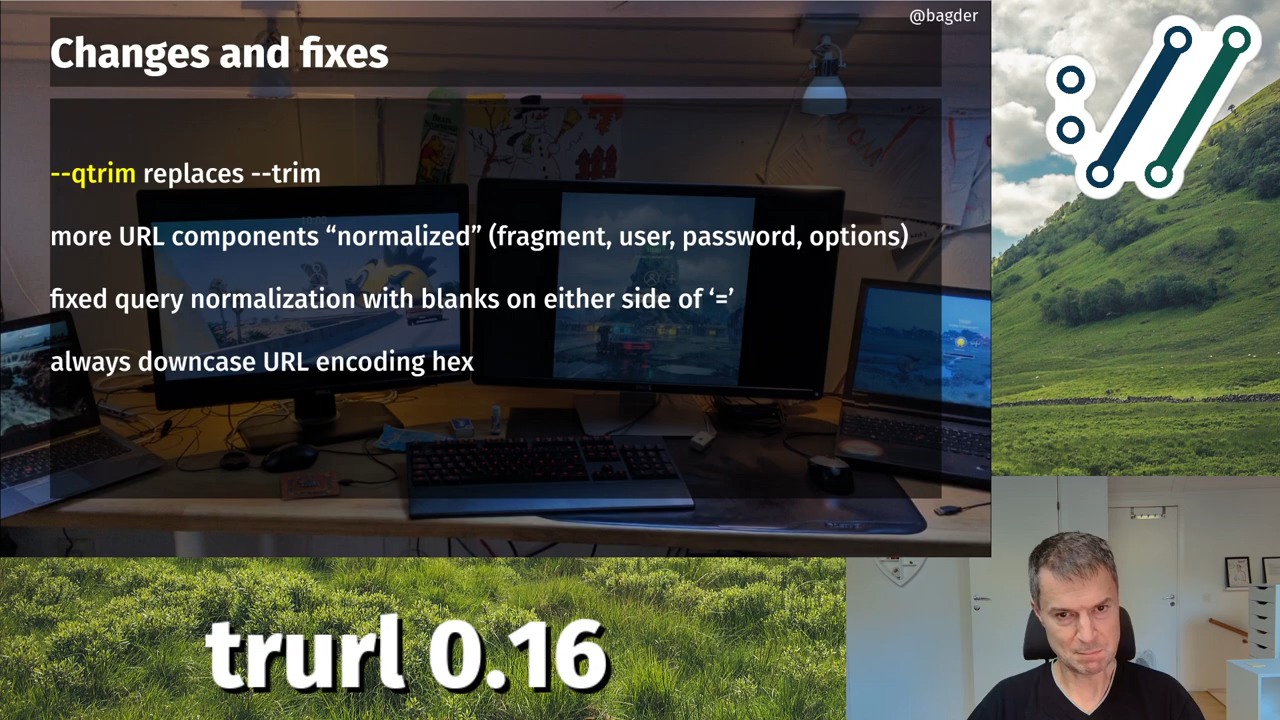 @bagder
Changes and fixes
--qtrim replaces --trim
more URL components “normalized” (fragment, user, password, options)
fixed query normalization with blanks on either side of ‘=’
always downcase URL encoding hex
trurl 0.16